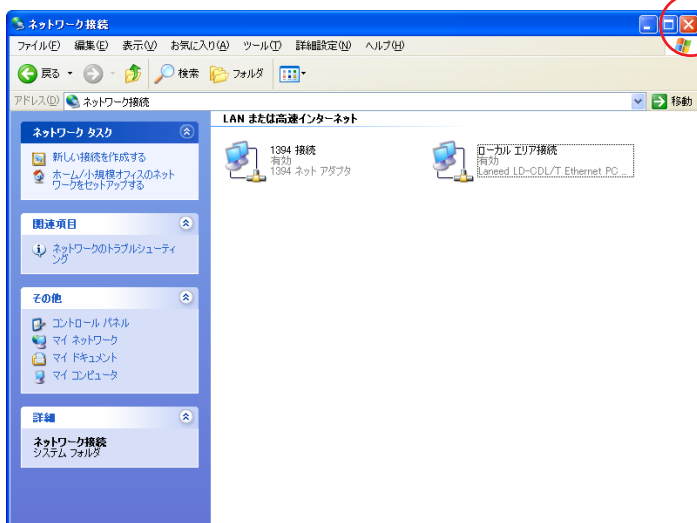 ネットワーク接続
ファイル(F) 編集(E) 表示(V) お気に入り(A) ツール(T) 詳細設定(N) ヘルプ(H)
戻る 検索 フォルダ
アドレス(D) ネットワーク接続 移動
ネットワーク タスク
新しい接続を作成する
ホーム/小規模オフィスのネット
ワークをセットアップする
関連項目
ネットワークのトラブルシューティ
ング
その他
コントロール パネル
マイ ネットワーク
マイ ドキュメント
マイ コンピュータ
詳細
ネットワーク接続
システム フォルダ
LAN または高速インターネット
1394 接続
有効
1394 ネット アダプタ
ローカル エリア接続
有効
Laneed LD-CDL/T Ethernet PC ...